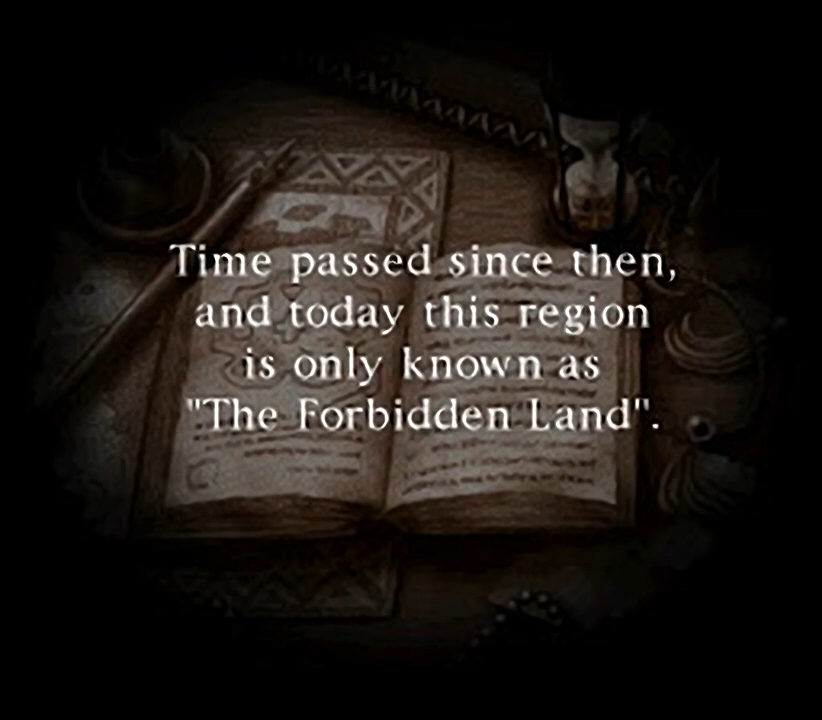 Time passed since then,
and today this region
is only known as
"The Forbidden Land".